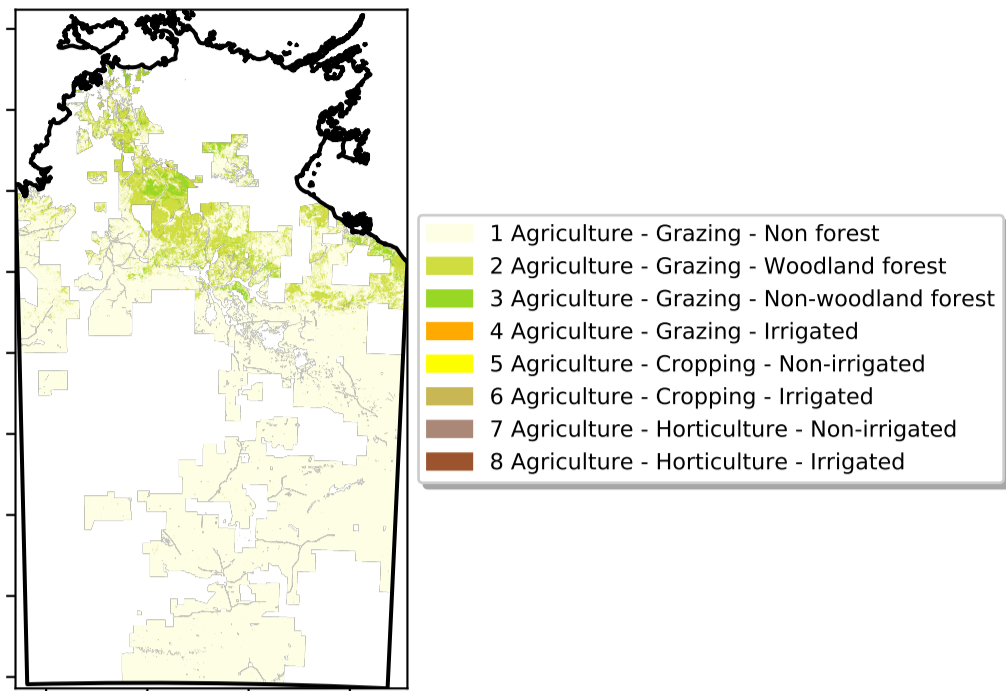 1 Agriculture - Grazing - Non forest
2 Agriculture - Grazing - Woodland forest
3 Agriculture - Grazing - Non-woodland forest
4 Agriculture - Grazing - Irrigated
5 Agriculture - Cropping - Non-irrigated
6 Agriculture - Cropping - Irrigated
7 Agriculture - Horticulture - Non-irrigated
8 Agriculture - Horticulture - Irrigated